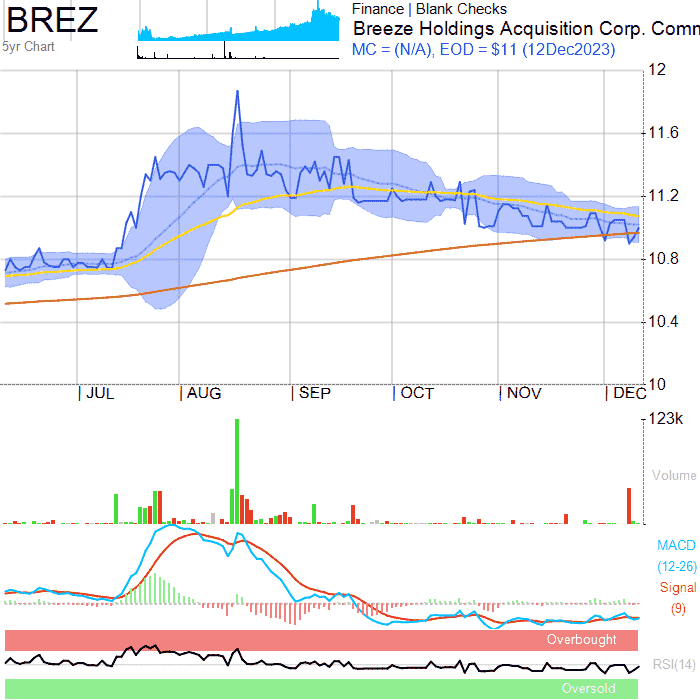 BREZ
5yr Chart
Finance | Blank Checks
Breeze Holdings Acquisition Corp. Comm
MC = (N/A), EOD = $11 (12Dec2023)
12
11.6
11.2
10.8
10.4
10
| JUL | AUG | SEP | OCT | NOV | DEC
123k
Volume
MACD
(12-26)
Signal
(9)
Overbought
RSI(14)
Oversold